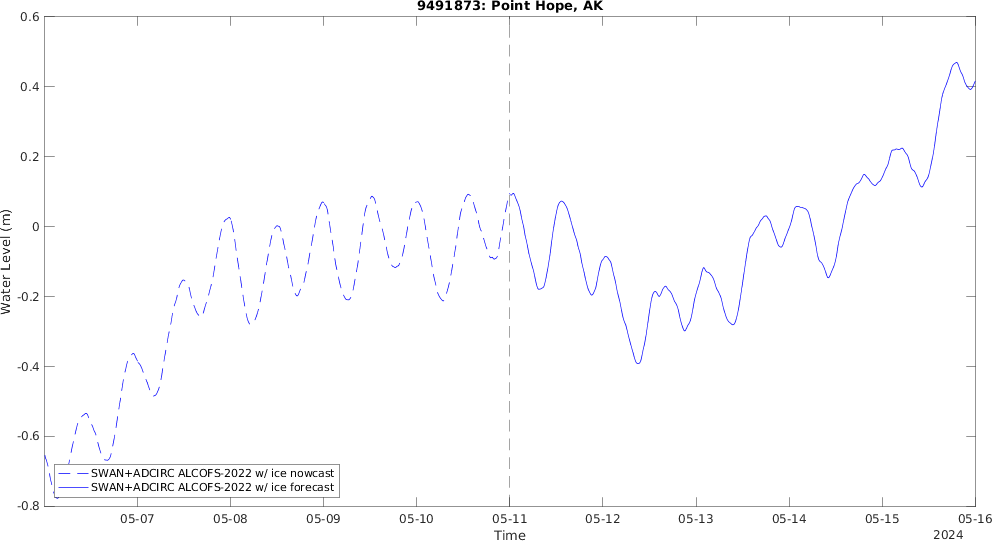 9491873: Point Hope, AK
0.6
0.4
0.2
0
-0.2
-0.4
-0.6
-0.8
Water Level (m)
SWAN+ADCIRC ALCOFS-2022 w/ ice nowcast
SWAN+ADCIRC ALCOFS-2022 w/ ice forecast
05-07 05-08 05-09 05-10 05-11 05-12 05-13 05-14 05-15 05-16
Time
2024